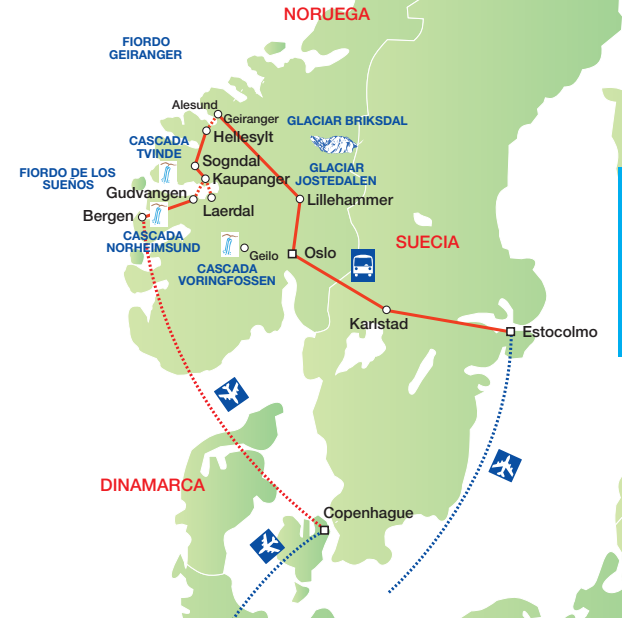 NORUEGA
FIORDO
GEIRANGER
Alesund
Geiranger
GLACIAR BRIKSDAL
Hellesylt
CASCADA
TVINDE
Sogndal
GLACIAR
JOSTEDALEN
FIORDO DE LOS
SUEÑOS
Kaupanger
Gudvangen
Lillehammer
Laerdal
Bergen
CASCADA
NORHEIMSUND
SUECIA
Geilo
Oslo
CASCADA
VORINGFOSSEN
Karlstad
Estocolmo
DINAMARCA
Copenhague